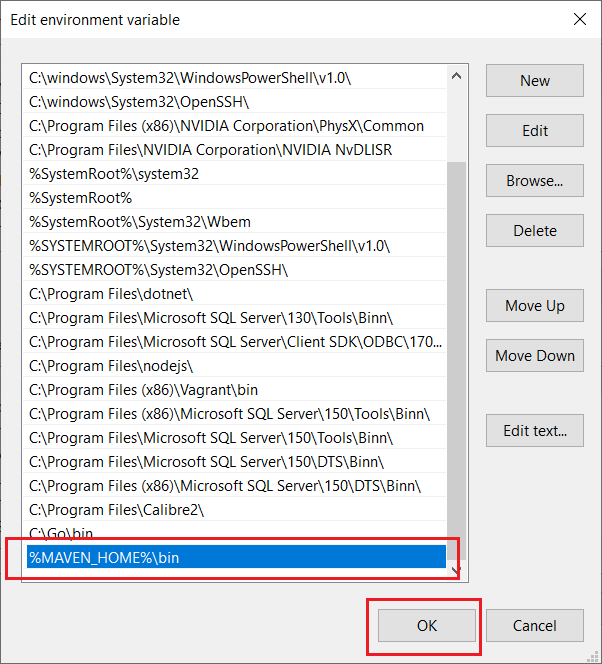 Edit environment variable
C:\windows\System32\WindowsPowerShell\v1.0\
C:\windows\System32\OpenSSH\
C:\Program Files (x86)\NVIDIA Corporation\PhysX\Common
C:\Program Files\NVIDIA Corporation\NVIDIA NvDLISR
%SystemRoot%\system32
%SystemRoot%
%SystemRoot%\System32\Wbem
%SYSTEMROOT%\System32\WindowsPowerShell\v1.0\
%SYSTEMROOT%\System32\OpenSSH\
C:\Program Files\dotnet\
C:\Program Files\Microsoft SQL Server\130\Tools\Binn\
C:\Program Files\Microsoft SQL Server\Client SDK\ODBC\170...
C:\Program Files\nodejs\
C:\Program Files (x86)\Vagrant\bin
C:\Program Files (x86)\Microsoft SQL Server\150\Tools\Binn\
C:\Program Files\Microsoft SQL Server\150\Tools\Binn\
C:\Program Files\Microsoft SQL Server\150\DTS\Binn\
C:\Program Files (x86)\Microsoft SQL Server\150\DTS\Binn\
C:\Program Files\Calibre2\
C:\Go\bin
%MAVEN_HOME%\bin
New
Edit
Browse...
Delete
Move Up
Move Down
Edit text...
OK
Cancel